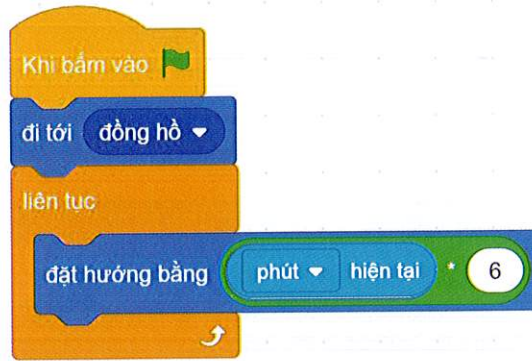 Khi bấm vào
đi tới đồng hồ
liên tục
đặt hướng bằng phút hiện tại * 6